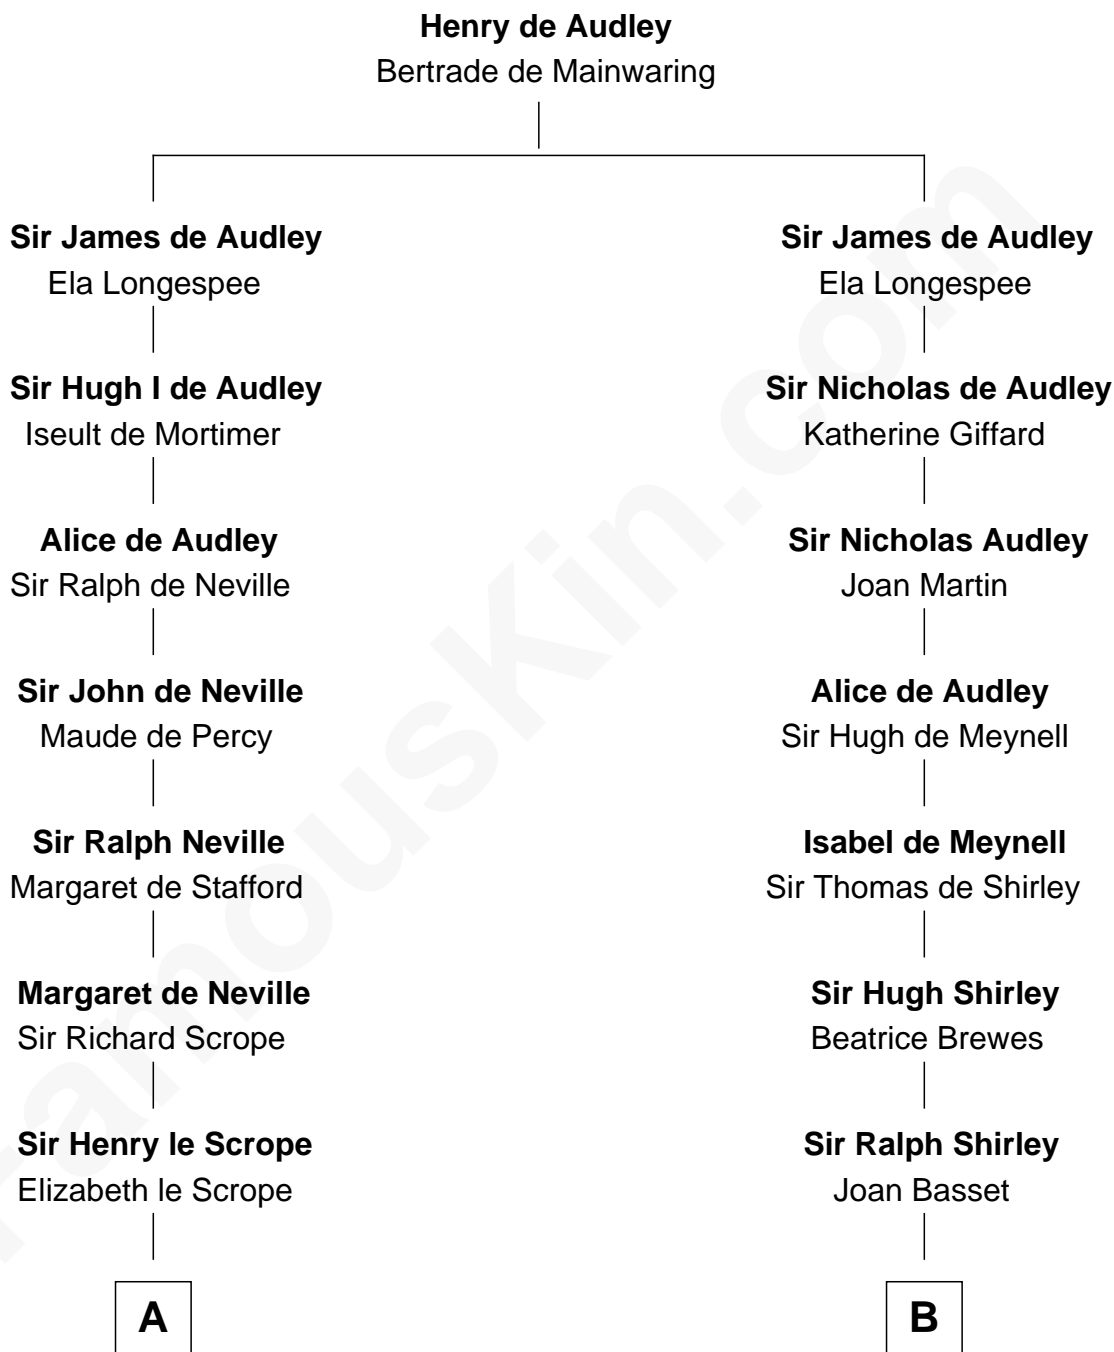 Henry de Audley
Bertrade de Mainwaring
Sir James de Audley
Ela Longespee
Sir James de Audley
Ela Longespee
Sir Hugh I de Audley
Iseult de Mortimer
Sir Nicholas de Audley
Katherine Giffard
Alice de Audley
Sir Ralph de Neville
Sir Nicholas Audley
Joan Martin
Sir John de Neville
Maude de Percy
Alice de Audley
Sir Hugh de Meynell
Sir Ralph Neville
Margaret de Stafford
Isabel de Meynell
Sir Thomas de Shirley
Margaret de Neville
Sir Richard Scrope
Sir Hugh Shirley
Beatrice Brewes
Sir Henry le Scrope
Elizabeth le Scrope
Sir Ralph Shirley
Joan Basset
A
B
FamousKin.com